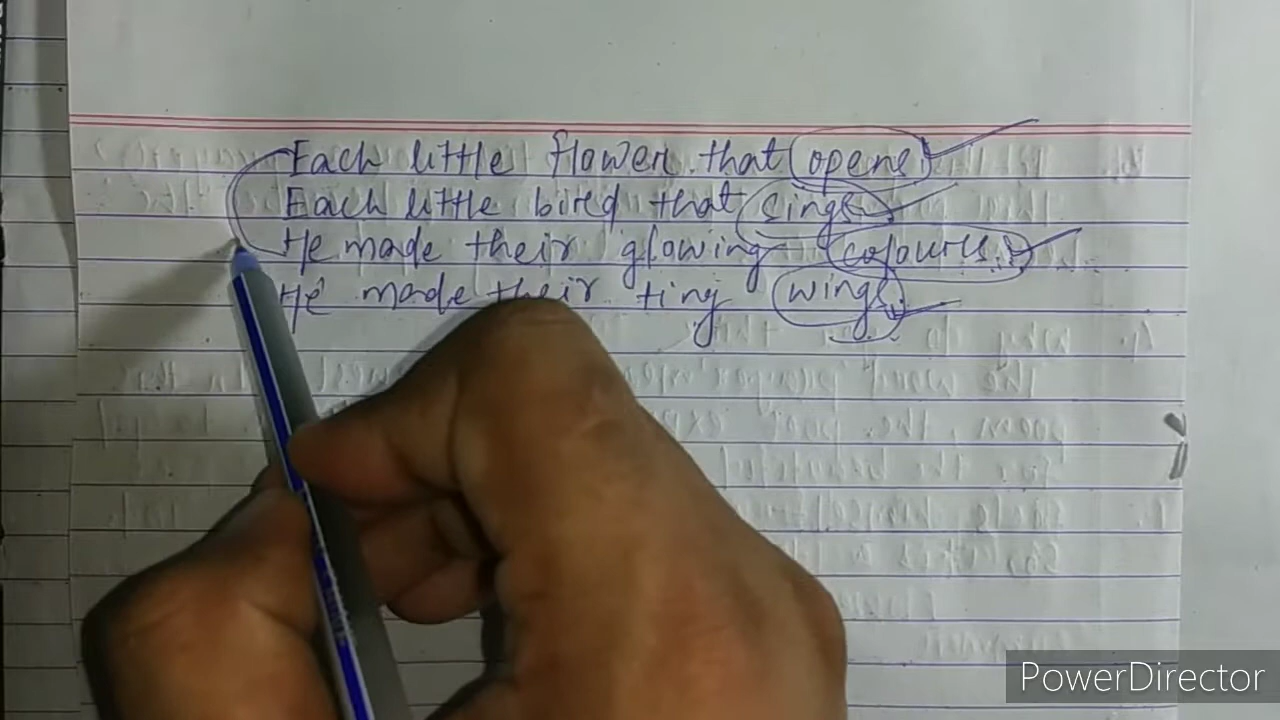 Each little flower that opens,
Each little bird that sings,
He made their glowing colours,
He made their ting wings.
PowerDirector